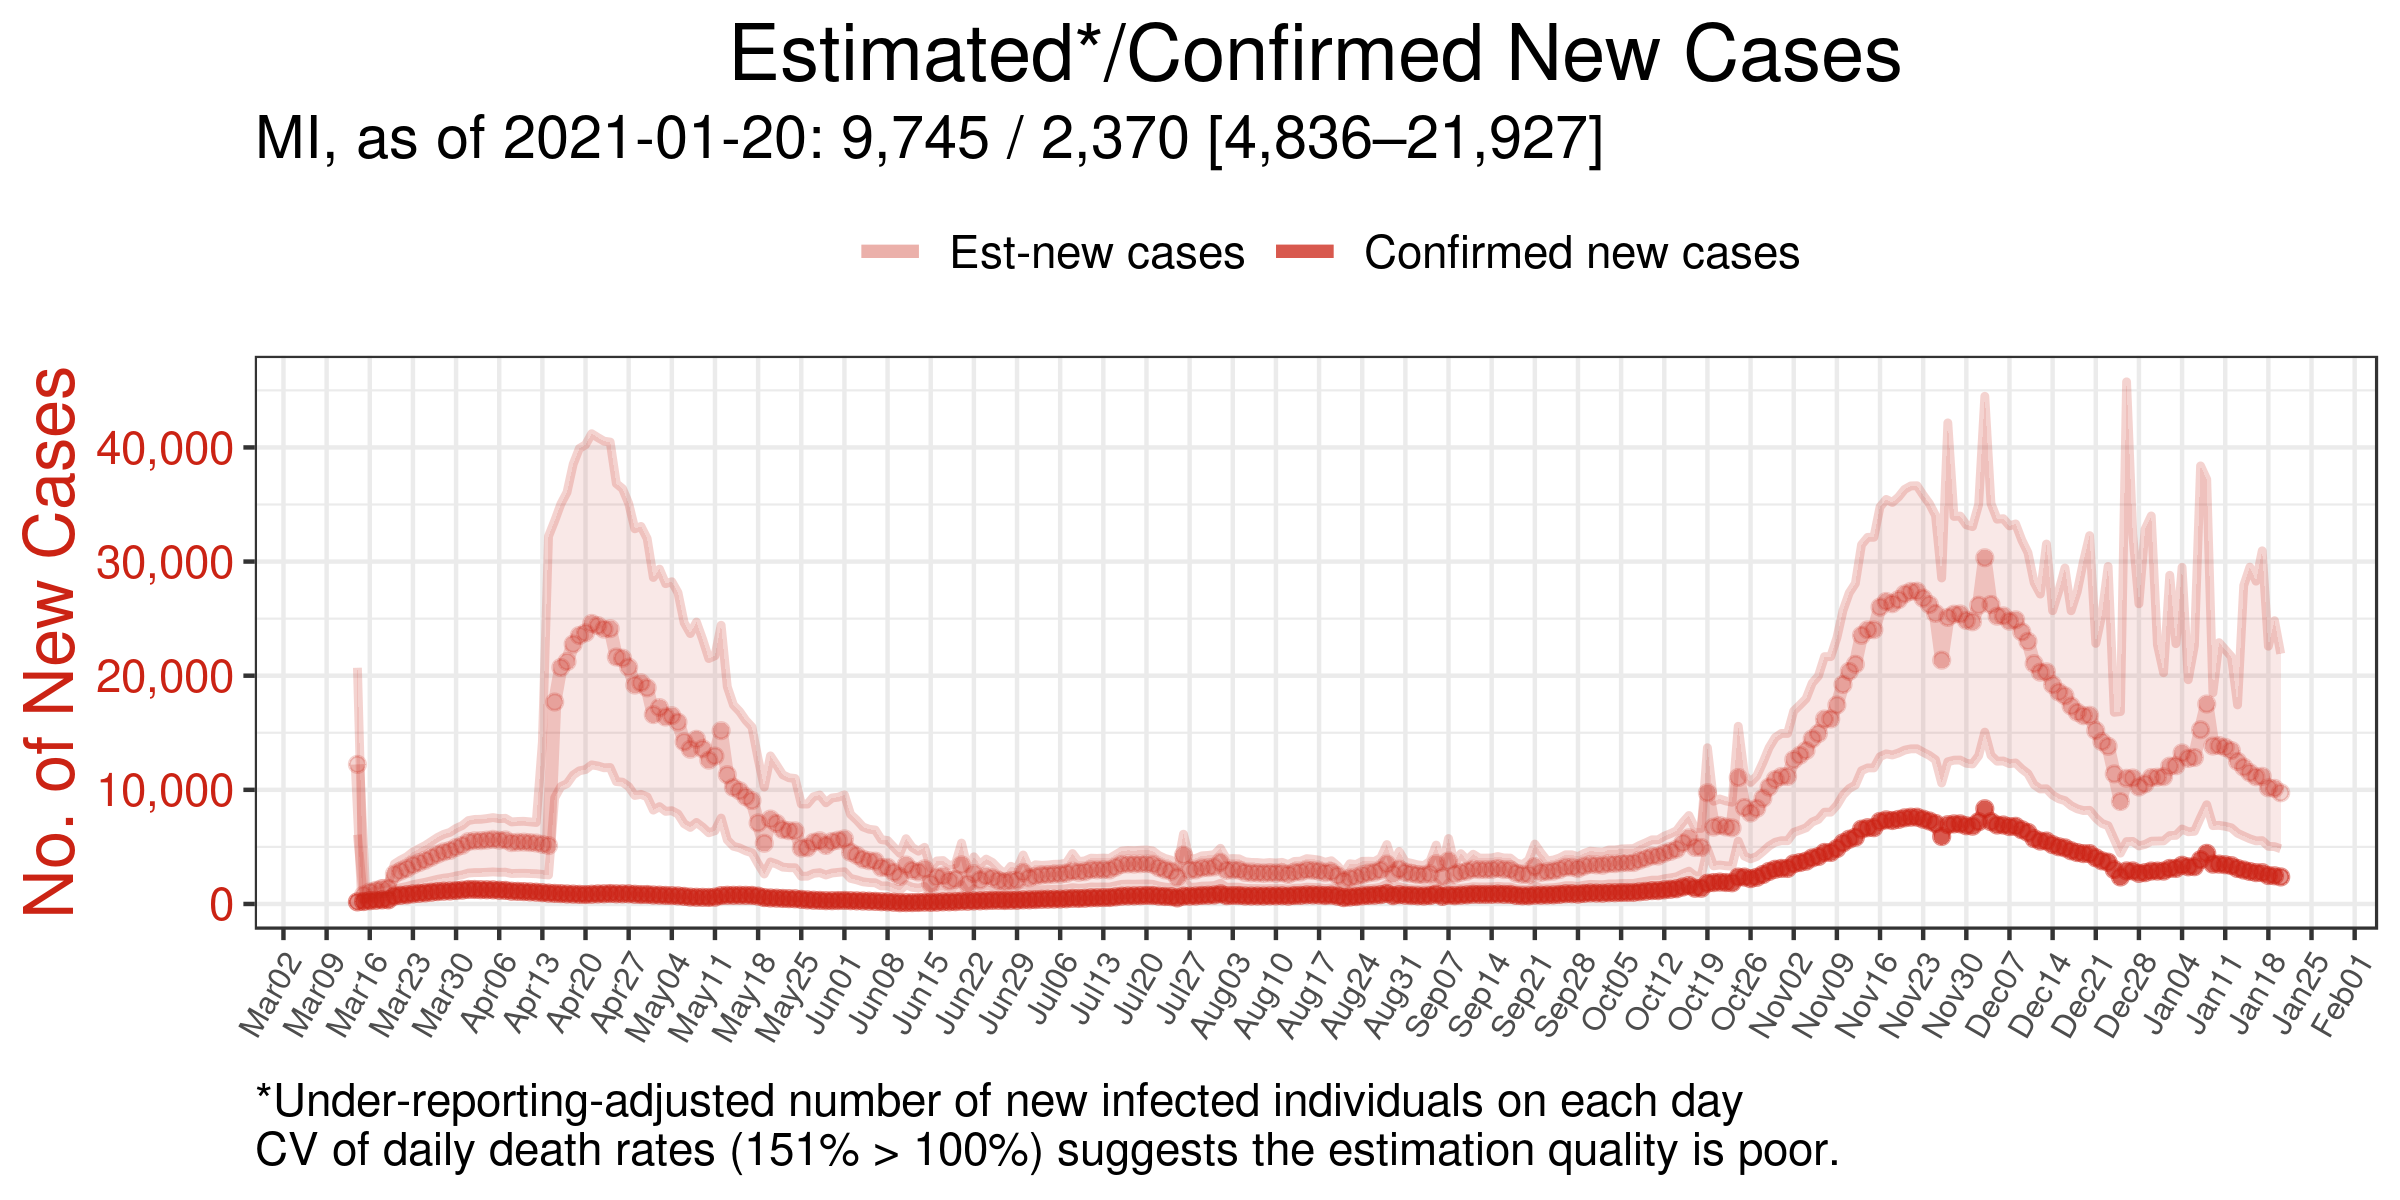 Estimated*/Confirmed New Cases
MI, as of 2021-01-20: 9,745 / 2,370 [4,836–21,927]
Est-new cases
Confirmed new cases
No. of New Cases
40,000
30,000
20,000
10,000
0
Mar02
Mar09
Mar16
Mar23
Mar30
Apr06
Apr13
Apr20
Apr27
May04
May11
May18
May25
Jun01
Jun08
Jun15
Jun22
Jun29
Jul06
Jul13
Jul20
Jul27
Aug03
Aug10
Aug17
Aug24
Aug31
Sep07
Sep14
Sep21
Sep28
Oct05
Oct12
Oct19
Oct26
Nov02
Nov09
Nov16
Nov23
Nov30
Dec07
Dec14
Dec21
Dec28
Jan04
Jan11
Jan18
Jan25
Feb01
*Under-reporting-adjusted number of new infected individuals on each day
CV of daily death rates (151% > 100%) suggests the estimation quality is poor.